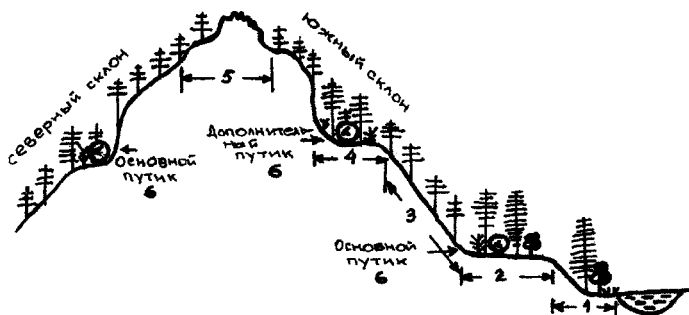 СЕВЕРНЫЙ СКЛОН
ЮЖНЫЙ СКЛОН
5
ОСНОВНОЙ
ПУТИК
6
ДОПОЛНИТЕЛЬ-
НЫЙ
ПУТИК
6
4
3
ОСНОВНОЙ
ПУТИК
6
2
1